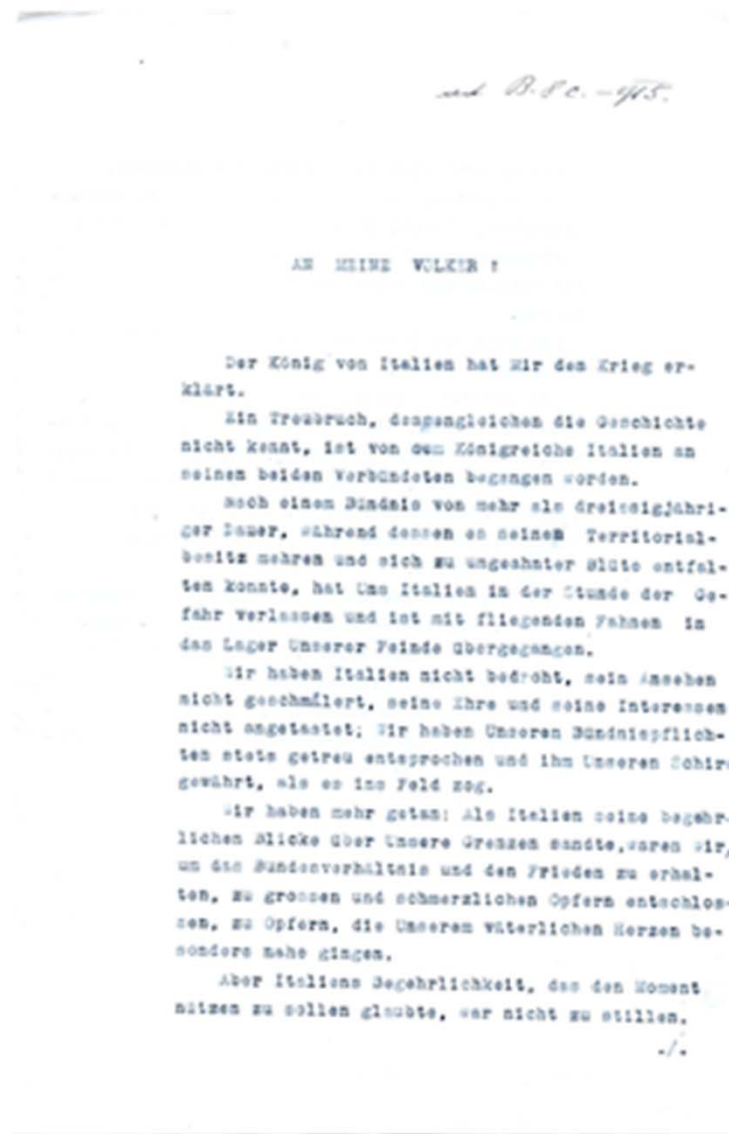 B.8 c.
AN MEINE VÖLKER !
Der König von Italien hat Mir den Krieg er-
klärt.
Ein Treubruch, dessengleichen die Geschichte
nicht kennt, ist von dem Königreiche Italien an
seinen beiden Verbündeten begangen worden.
Nach einem Bündnis von mehr als dreissigjähri-
ger Dauer, während dessen es seinen Territorial-
besitz mehren und sich zu ungeahnter Blüte entfal-
ten konnte, hat Uns Italien in der Stunde der Ge-
fahr verlassen und ist mit fliegenden Fahnen in
das Lager Unserer Feinde übergegangen.
Wir haben Italien nicht bedroht, sein Ansehen
nicht geschmälert, seine Ehre und seine Interessen
nicht angetastet; Wir haben Unseren Bündnispflich-
ten stets getreu entsprochen und ihm Unseren Schirm
gewährt, als es ins Feld zog.
Wir haben mehr getan: Als Italien seine begehr-
lichen Blicke über Unsere Grenzen sandte, waren Wir,
um das Bundesverhältnis und den Frieden zu erhal-
ten, zu grossen und schmerzlichen Opfern entschlos-
sen, zu Opfern, die Unserem väterlichen Herzen be-
sonders nahe gingen.
Aber Italiens Begehrlichkeit, das den Moment
nützen zu sollen glaubte, war nicht zu stillen.
-/-